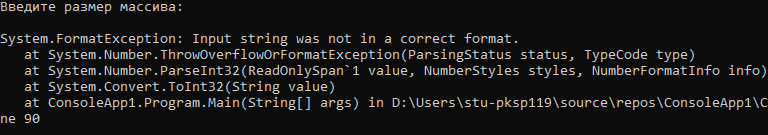 Введите размер массива:
System.FormatException: Input string was not in a correct format.
at System.Number.ThrowOverflowOrFormatException(ParsingStatus status, TypeCode type)
at System.Number.ParseInt32(ReadOnlySpan`1 value, NumberStyles styles, NumberFormatInfo info)
at System.Convert.ToInt32(String value)
at ConsoleApp1.Program.Main(String[] args) in D:\Users\stu-pksp119\source\repos\ConsoleApp1\C
ne 90